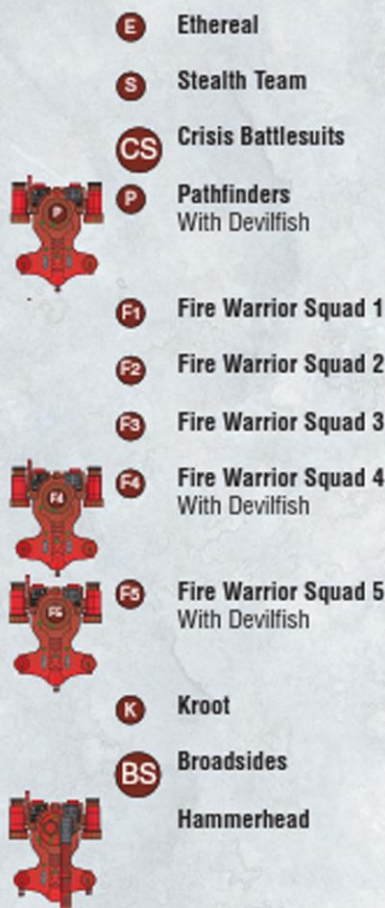 E Ethereal
S Stealth Team
CS Crisis Battlesuits
P P Pathfinders
With Devilfish
F1 Fire Warrior Squad 1
F2 Fire Warrior Squad 2
F3 Fire Warrior Squad 3
F4 F4 Fire Warrior Squad 4
With Devilfish
F5 F5 Fire Warrior Squad 5
With Devilfish
K Kroot
BS Broadsides
Hammerhead